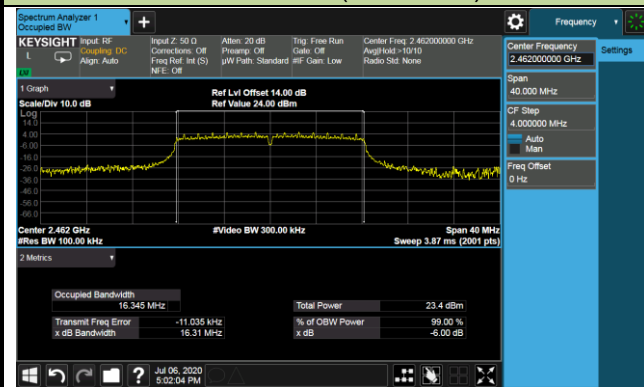 Spectrum Analyzer 1
Occupied BW
Frequency
KEYSIGHT
Input: RF
Coupling: DC
Align: Auto
Input Z: 50 Ω
Corrections: Off
Freq Ref: Int (S)
NFE: Off
Atten: 20 dB
Preamp: Off
µW Path: Standard
Trig: Free Run
Gate: Off
#IF Gain: Low
Center Freq: 2.462000000 GHz
Avg|Hold:>10/10
Radio Std: None
L
LU
Center Frequency
2.462000000 GHz
Settings
Span
40.000 MHz
CF Step
4.000000 MHz
Auto
Man
Freq Offset
0 Hz
1 Graph
Scale/Div 10.0 dB
Ref Lvl Offset 14.00 dB
Ref Value 24.00 dBm
Log
14.0
4.00
-6.00
-16.0
-26.0
-36.0
-46.0
-56.0
-66.0
Center 2.462 GHz
#Video BW 300.00 kHz
Span 40 MHz
#Res BW 100.00 kHz
Sweep 3.87 ms (2001 pts)
2 Metrics
Occupied Bandwidth
16.345 MHz
Total Power
23.4 dBm
Transmit Freq Error
-11.035 kHz
% of OBW Power
99.00 %
x dB Bandwidth
16.31 MHz
x dB
-6.00 dB
?
Jul 06, 2020
5:02:04 PM